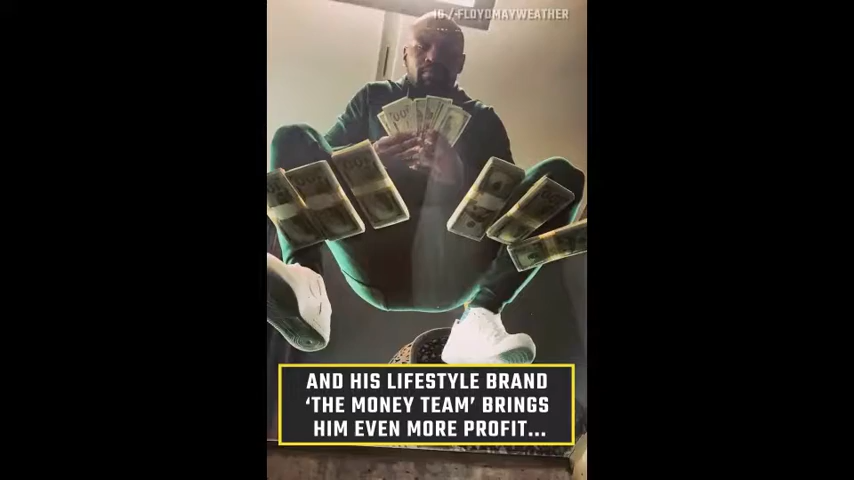 IG / FLOYDMAYWEATHER
AND HIS LIFESTYLE BRAND
‘THE MONEY TEAM’ BRINGS
HIM EVEN MORE PROFIT...